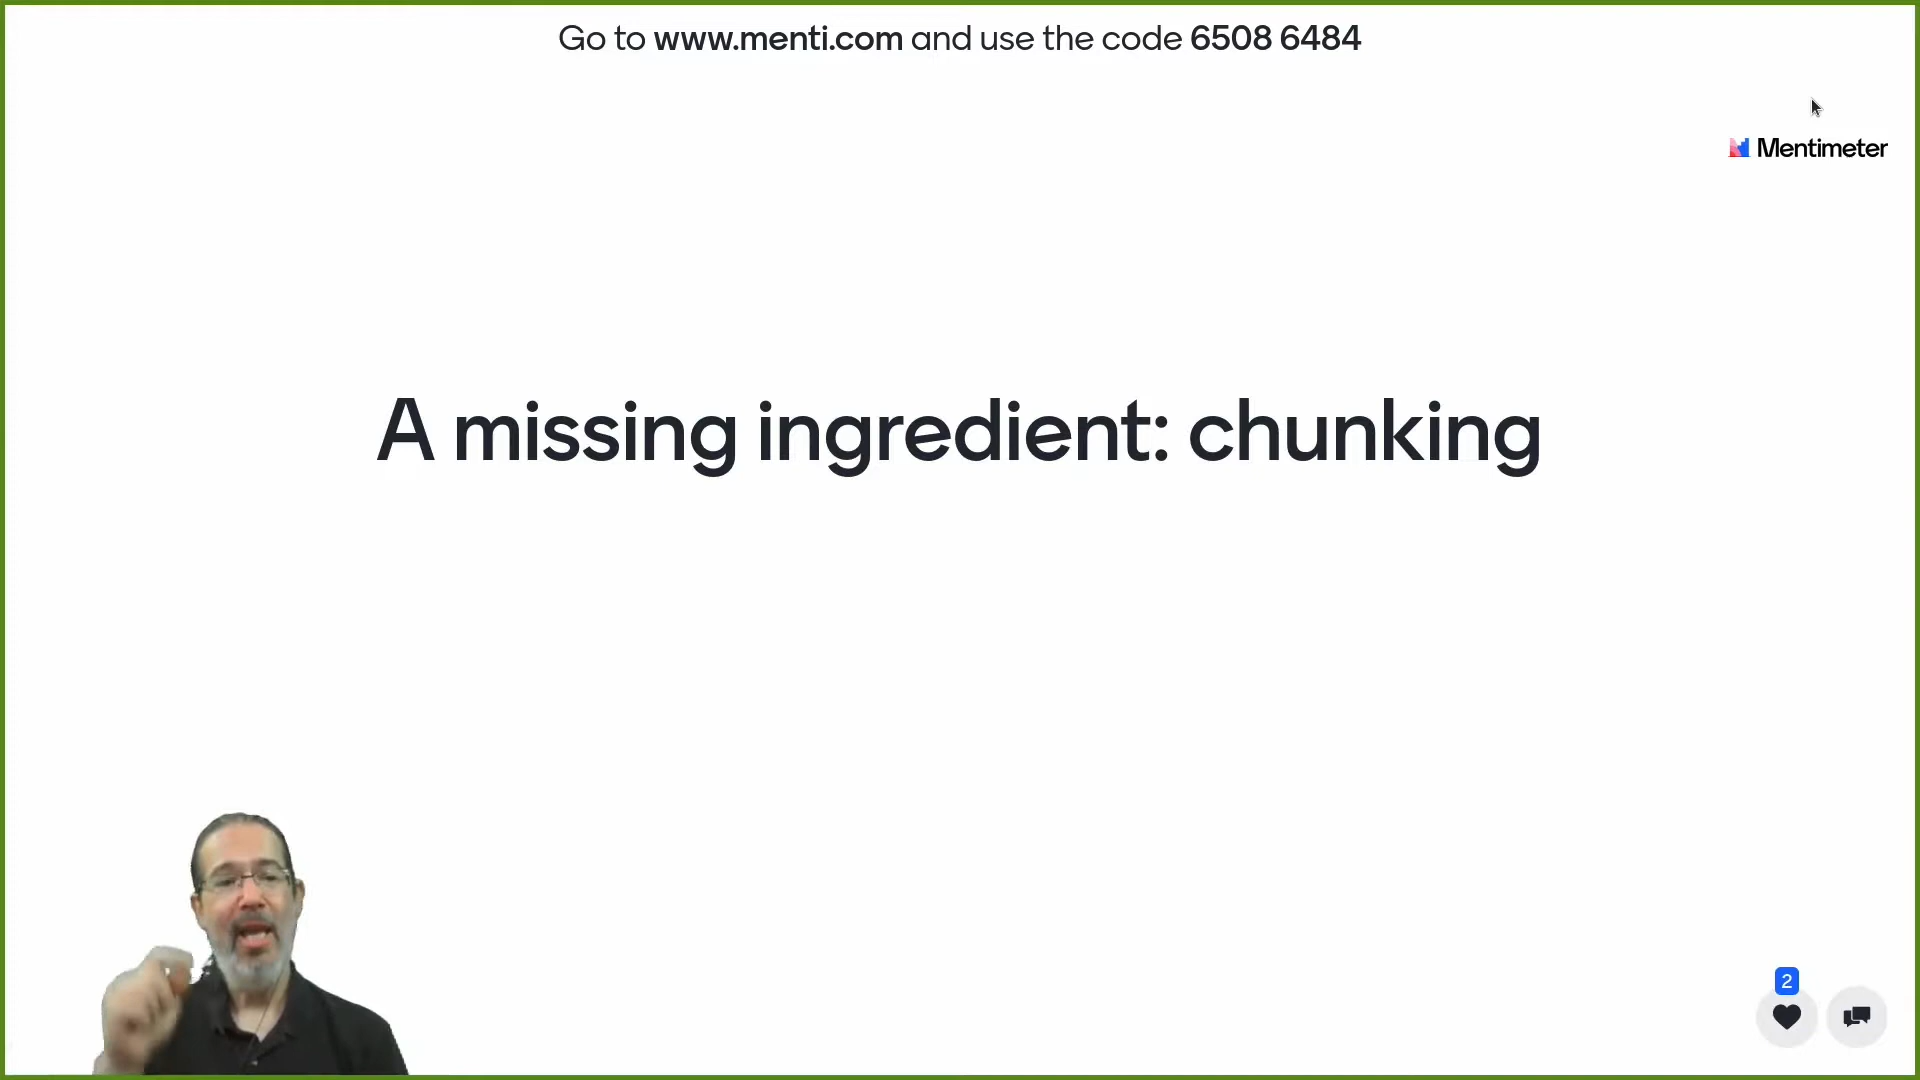 Go to www.menti.com and use the code 6508 6484
Mentimeter
A missing ingredient: chunking
2